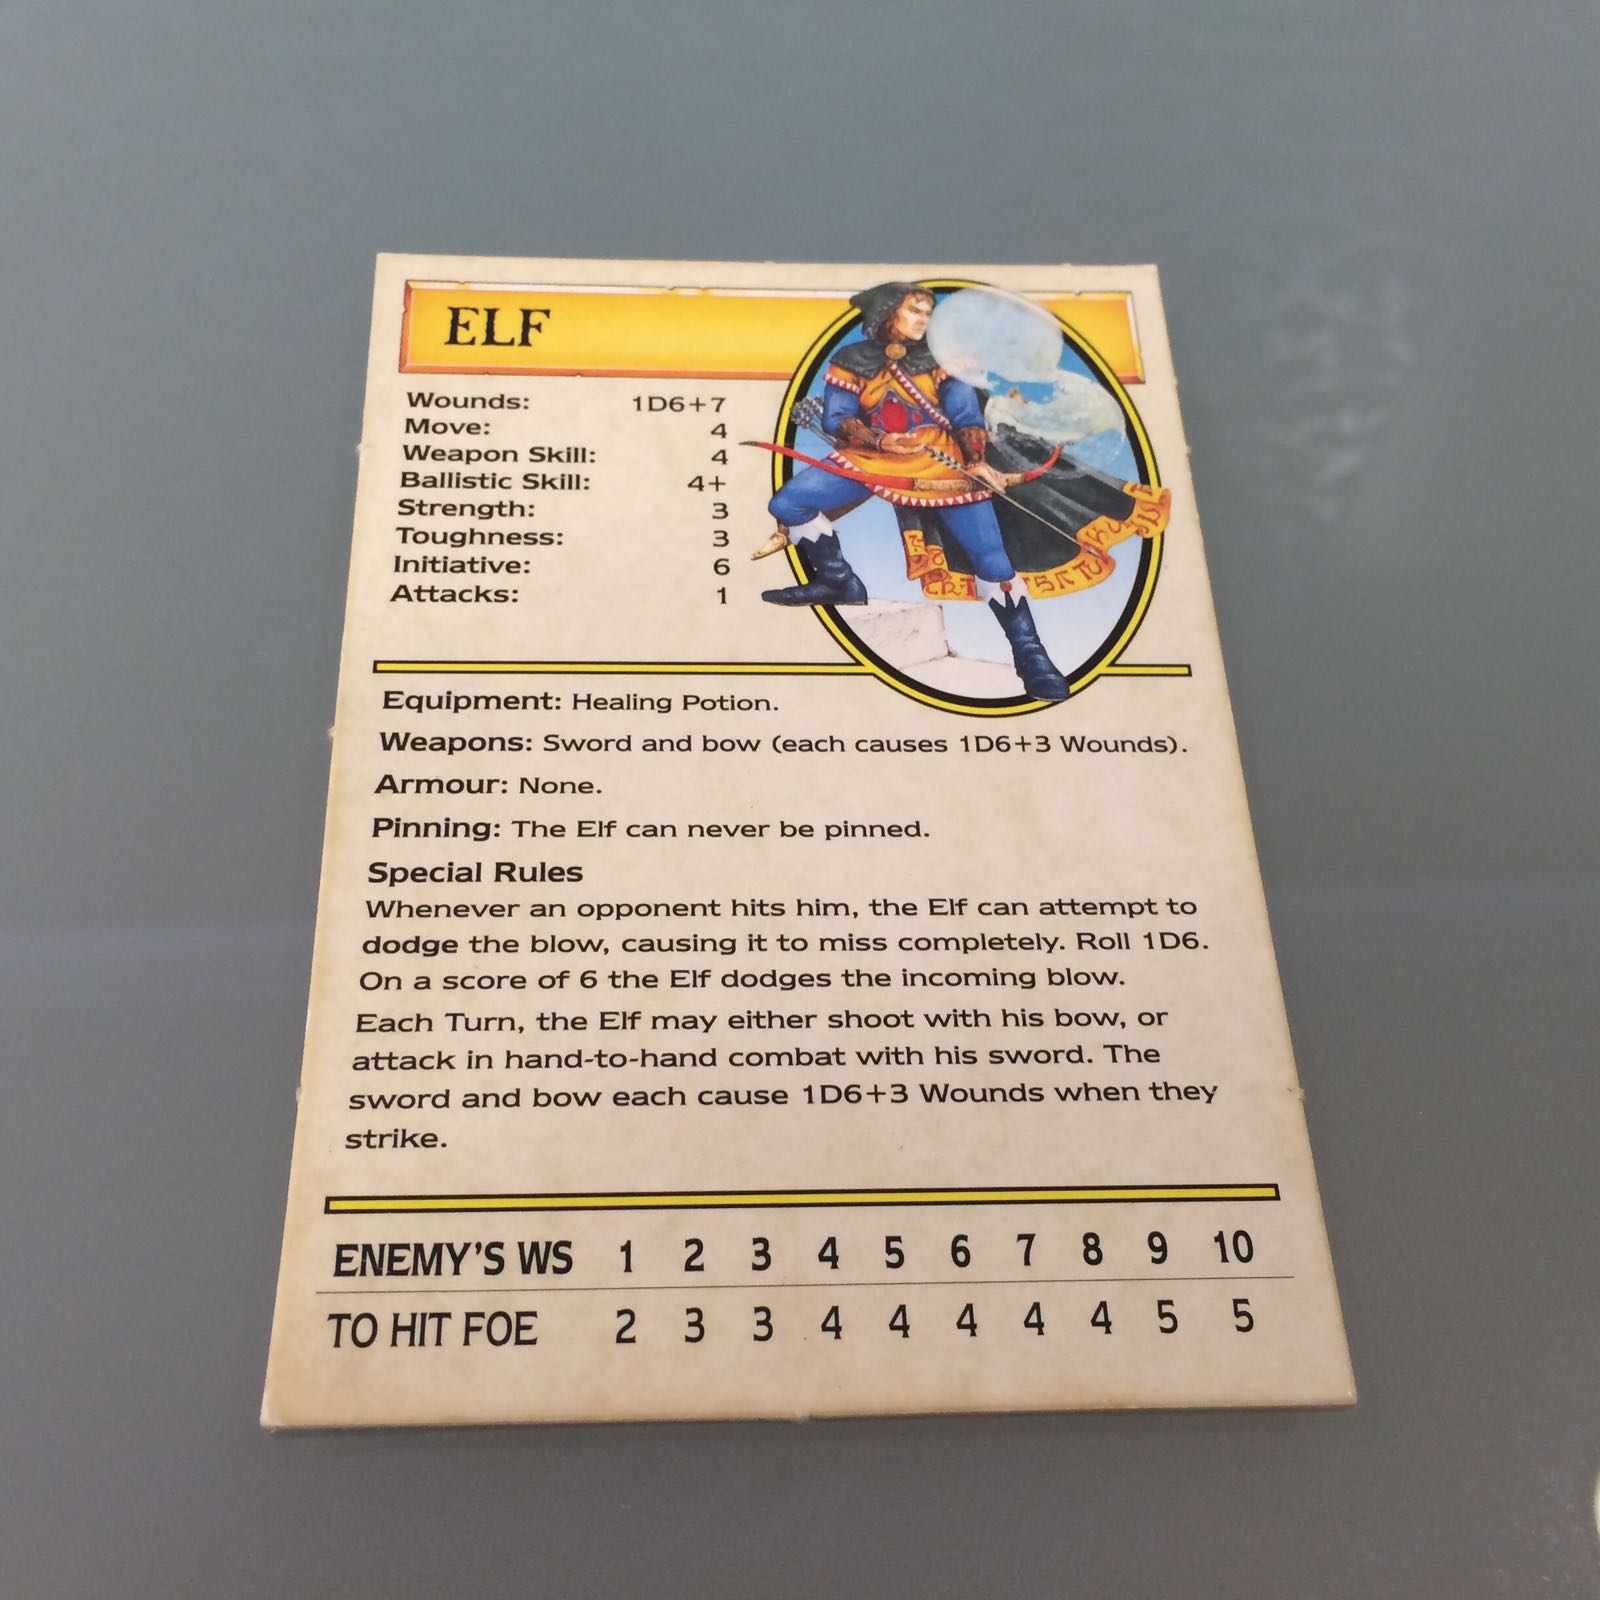 ELF
Wounds: 1D6+7
Move: 4
Weapon Skill: 4
Ballistic Skill: 4+
Strength: 3
Toughness: 3
Initiative: 6
Attacks: 1
Equipment: Healing Potion.
Weapons: Sword and bow (each causes 1D6+3 Wounds).
Armour: None.
Pinning: The Elf can never be pinned.
Special Rules
Whenever an opponent hits him, the Elf can attempt to
dodge the blow, causing it to miss completely. Roll 1D6.
On a score of 6 the Elf dodges the incoming blow.
Each Turn, the Elf may either shoot with his bow, or
attack in hand-to-hand combat with his sword. The
sword and bow each cause 1D6+3 Wounds when they
strike.
ENEMY'S WS 1 2 3 4 5 6 7 8 9 10
TO HIT FOE 2 3 3 4 4 4 4 4 5 5